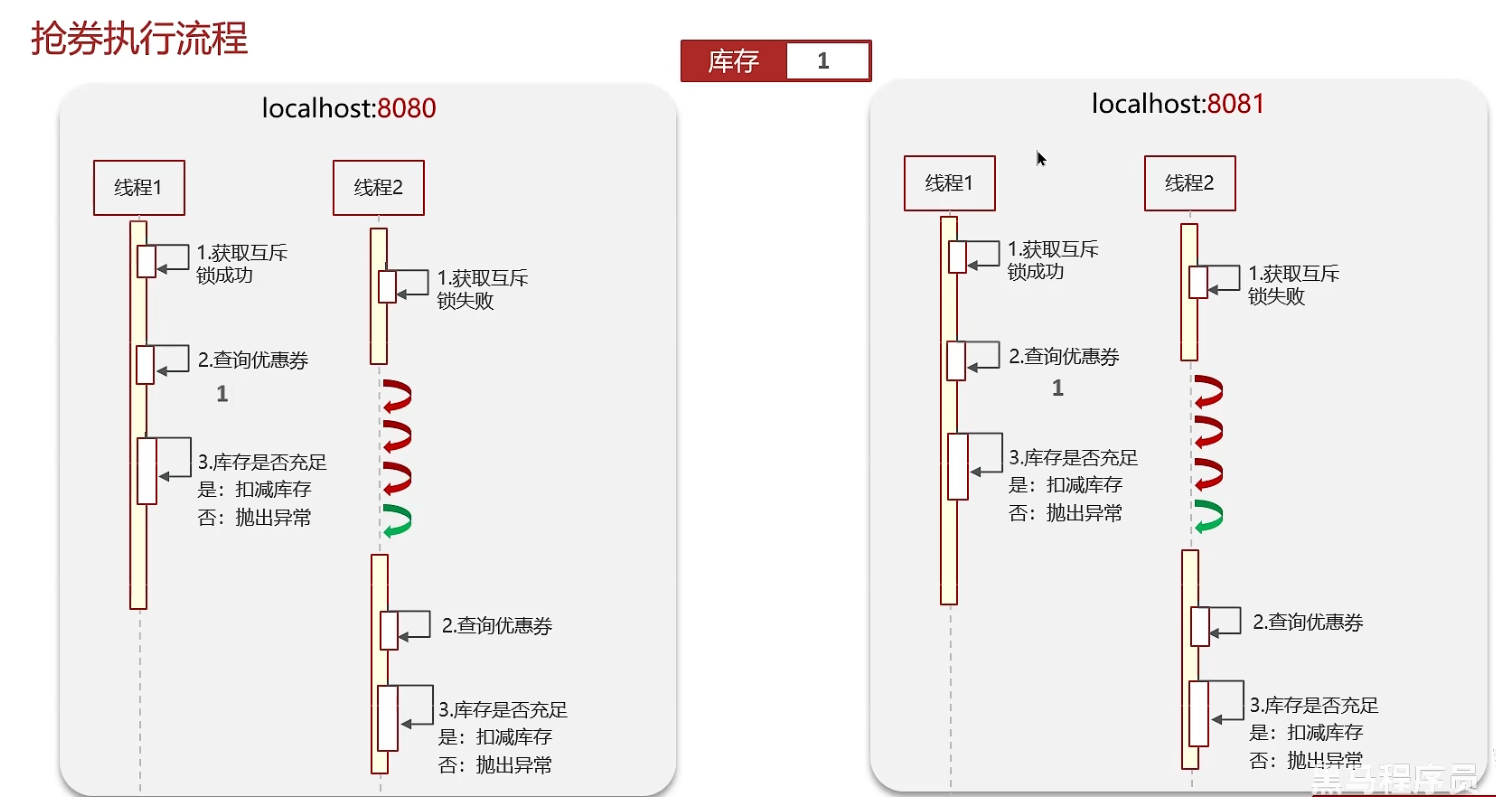 抢券执行流程
库存 1
localhost:8080
线程1
线程2
1.获取互斥
锁成功
1.获取互斥
锁失败
2.查询优惠券
1
3.库存是否充足
是：扣减库存
否：抛出异常
2.查询优惠券
3.库存是否充足
是：扣减库存
否：抛出异常
localhost:8081
线程1
线程2
1.获取互斥
锁成功
1.获取互斥
锁失败
2.查询优惠券
1
3.库存是否充足
是：扣减库存
否：抛出异常
2.查询优惠券
3.库存是否充足
是：扣减库存
否：抛出异常
黑马程序员